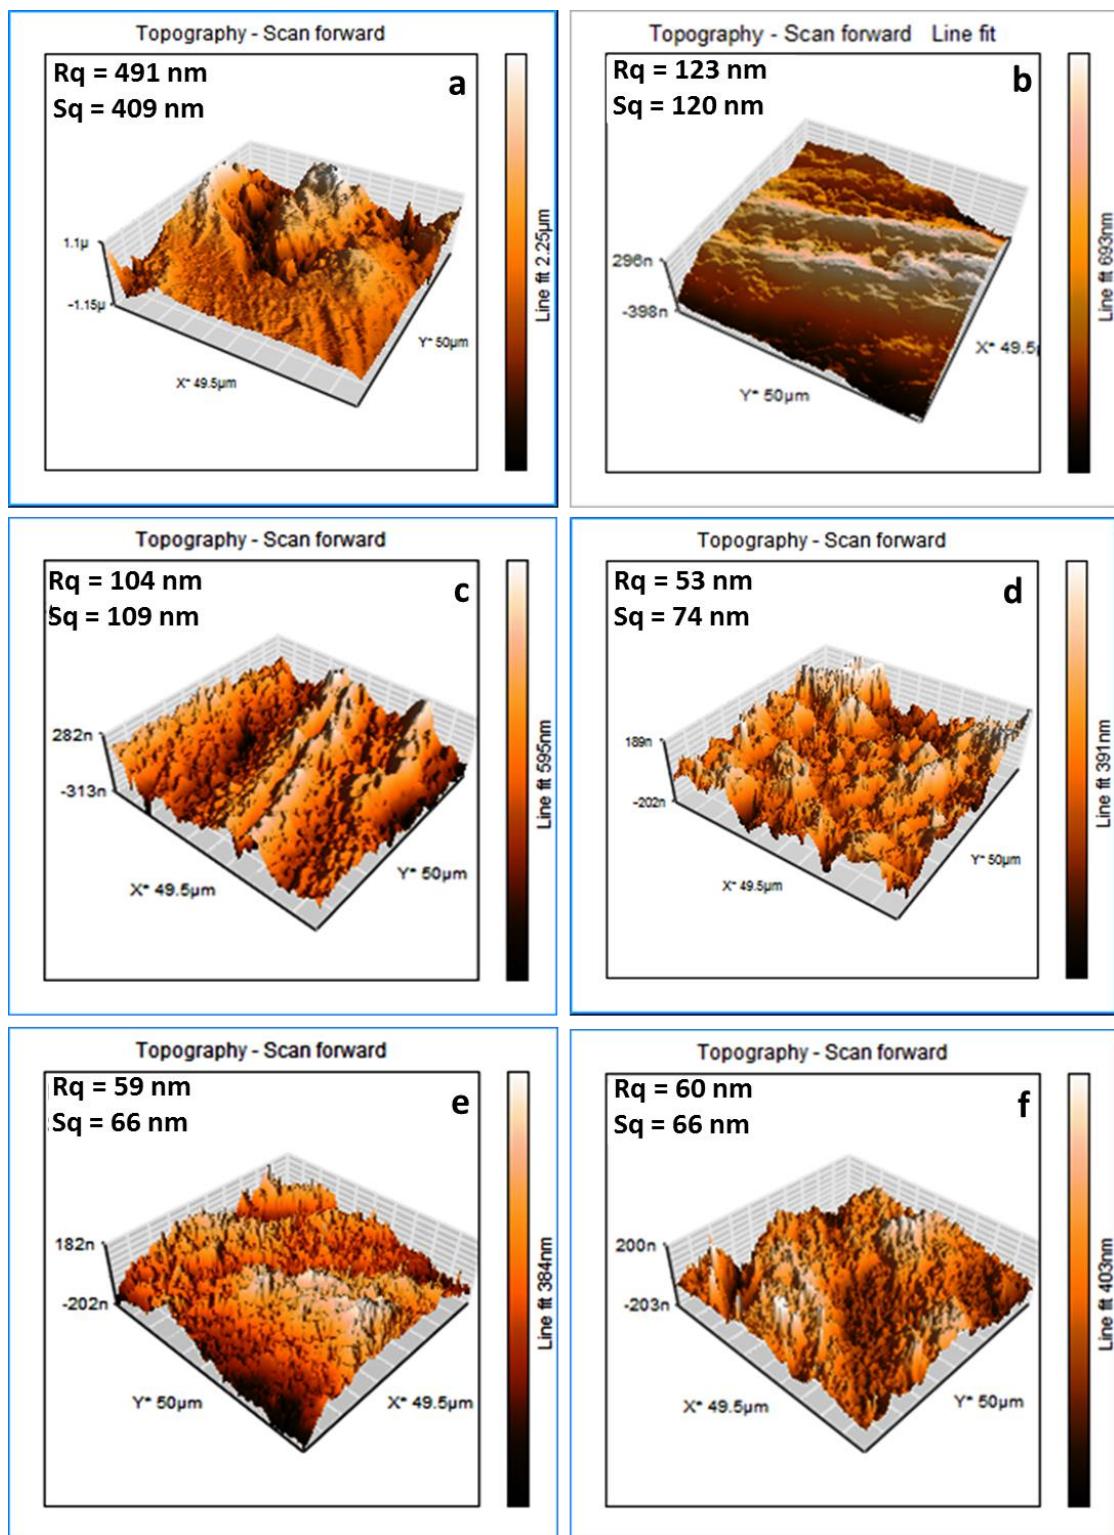 Topography - Scan forward
Rq = 491 nm
Sq = 409 nm
a
1.1µ
-1.15µ
X* 49.5µm
Y* 50µm
Line fit 2.25µm
Topography - Scan forward Line fit
Rq = 123 nm
Sq = 120 nm
b
296n
-398n
Y* 50µm
X* 49.5
Line fit 693nm
Topography - Scan forward
Rq = 104 nm
Sq = 109 nm
c
282n
-313n
X* 49.5µm
Y* 50µm
Line fit 595nm
Topography - Scan forward
Rq = 53 nm
Sq = 74 nm
d
189n
-202n
X* 49.5µm
Y* 50µm
Line fit 391nm
Topography - Scan forward
Rq = 59 nm
Sq = 66 nm
e
182n
-202n
Y* 50µm
X* 49.5µm
Line fit 384nm
Topography - Scan forward
Rq = 60 nm
Sq = 66 nm
f
200n
-203n
X* 49.5µm
Y* 50µm
Line fit 403nm